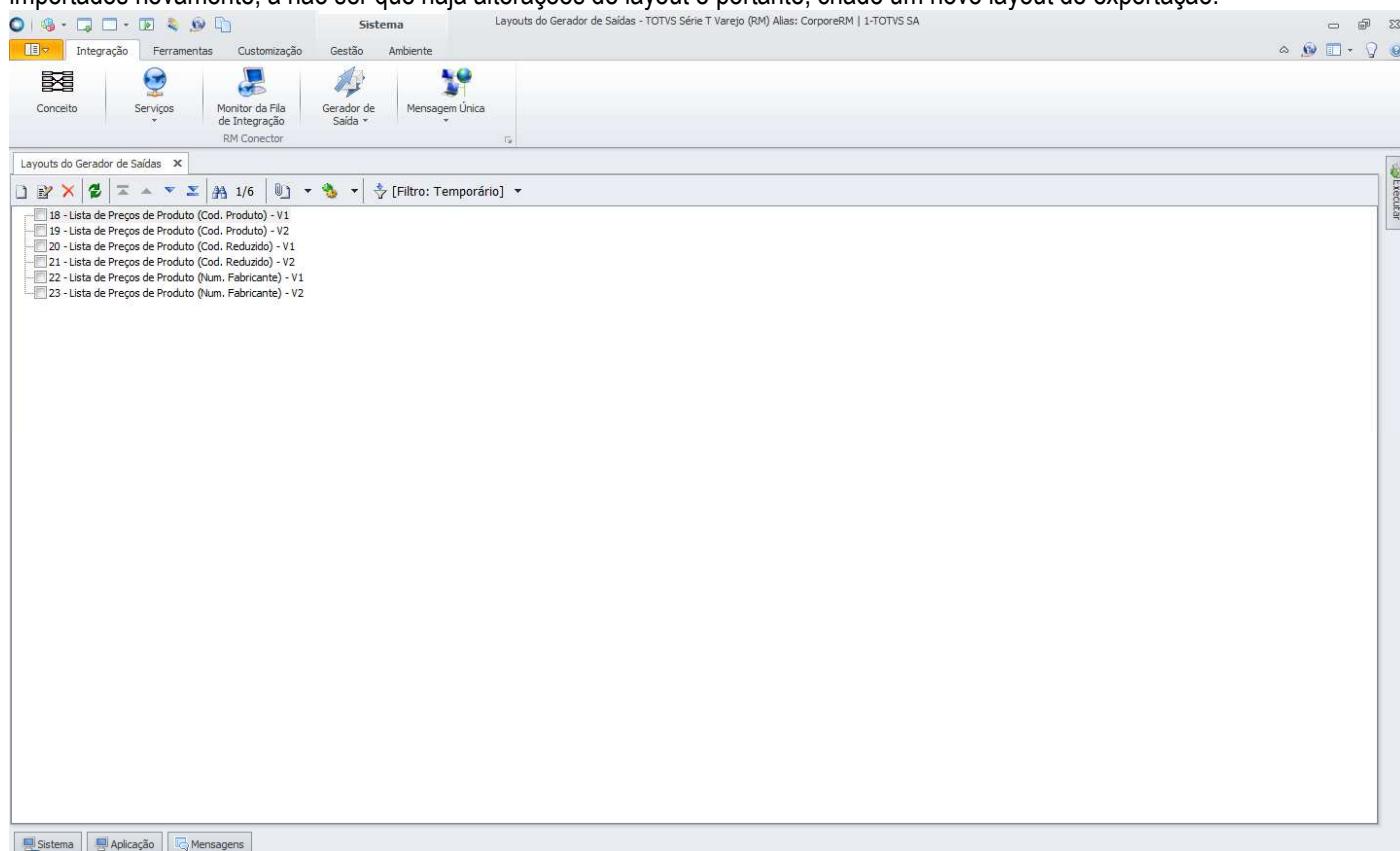 importados novamente, a não ser que haja alterações de layout e portanto, criado um novo layout de exportação.
Sistema
Layouts do Gerador de Saídas - TOTVS Série T Varejo (RM) Alias: CorporeRM | 1-TOTVS SA
Integração Ferramentas Customização Gestão Ambiente
Conceito
Serviços
Monitor da Fila de Integração
Gerador de Saída
Mensagem Única
RM Conector
Layouts do Gerador de Saídas X
1/6 [Filtro: Temporário]
Executar
18 - Lista de Preços de Produto (Cod. Produto) - V1
19 - Lista de Preços de Produto (Cod. Produto) - V2
20 - Lista de Preços de Produto (Cod. Reduzido) - V1
21 - Lista de Preços de Produto (Cod. Reduzido) - V2
22 - Lista de Preços de Produto (Num. Fabricante) - V1
23 - Lista de Preços de Produto (Num. Fabricante) - V2
Sistema Aplicação Mensagens